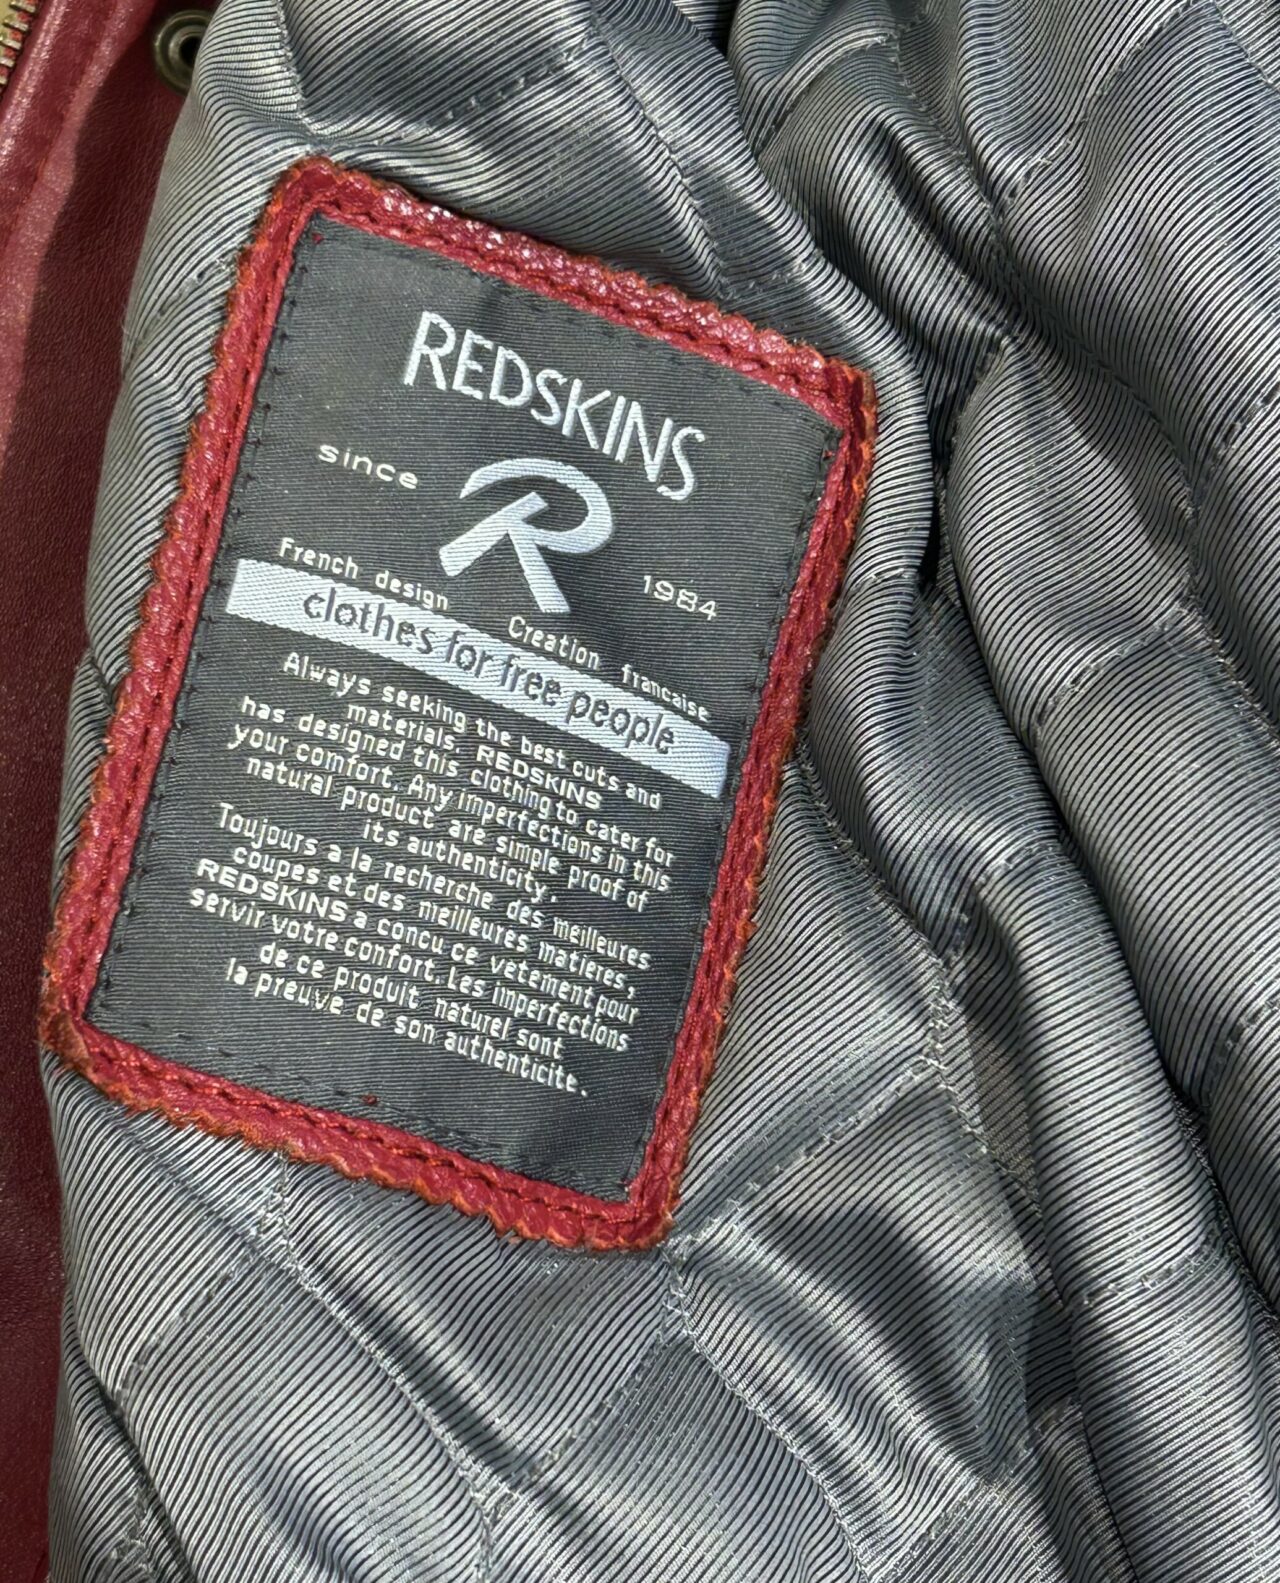 REDSKINS
since
R
1984
French design
Creation francaise
clothes for free people
Always seeking the best cuts and
materials, REDSKINS
has designed this clothing to cater for
your comfort. Any imperfections in this
natural product are simple proof of
its authenticity.
Toujours a la recherche des meilleures
coupes et des meilleures matieres,
REDSKINS a concu ce vetement pour
servir votre confort. Les imperfections
de ce produit naturel sont
la preuve de son authenticite.